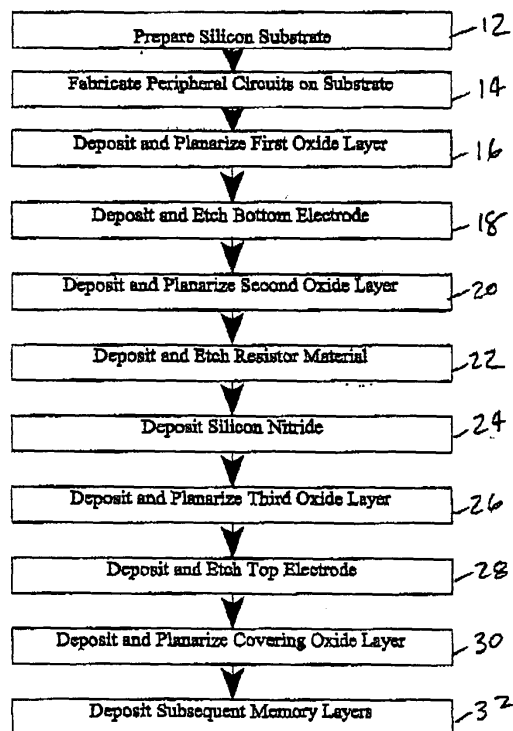 Prepare Silicon Substrate 12
Fabricate Peripheral Circuits on Substrate 14
Deposit and Planarize First Oxide Layer 16
Deposit and Etch Bottom Electrode 18
Deposit and Planarize Second Oxide Layer 20
Deposit and Etch Resistor Material 22
Deposit Silicon Nitride 24
Deposit and Planarize Third Oxide Layer 26
Deposit and Etch Top Electrode 28
Deposit and Planarize Covering Oxide Layer 30
Deposit Subsequent Memory Layers 32